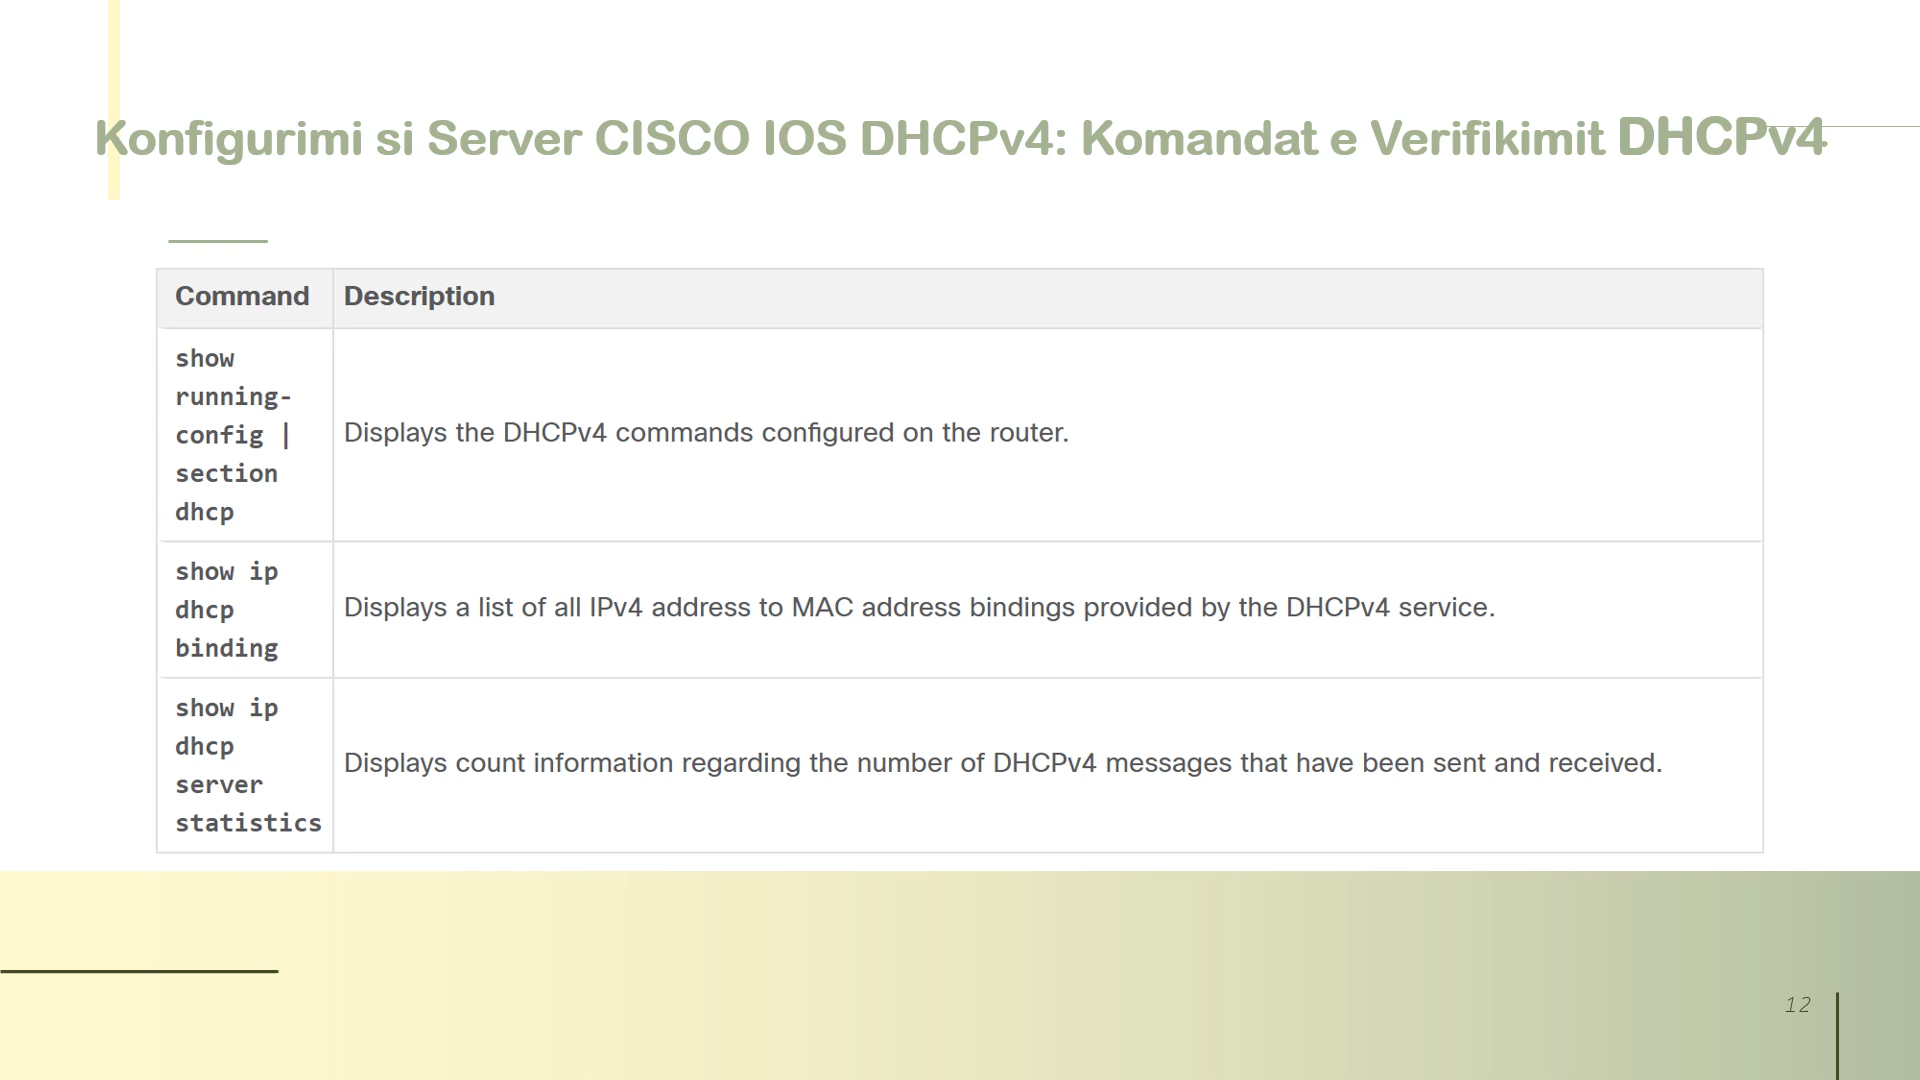 Konfigurimi si Server CISCO IOS DHCPv4: Komandat e Verifikimit DHCPv4
Command Description
show
running-
config |
section
dhcp
Displays the DHCPv4 commands configured on the router.
show ip
dhcp
binding
Displays a list of all IPv4 address to MAC address bindings provided by the DHCPv4 service.
show ip
dhcp
server
statistics
Displays count information regarding the number of DHCPv4 messages that have been sent and received.
12